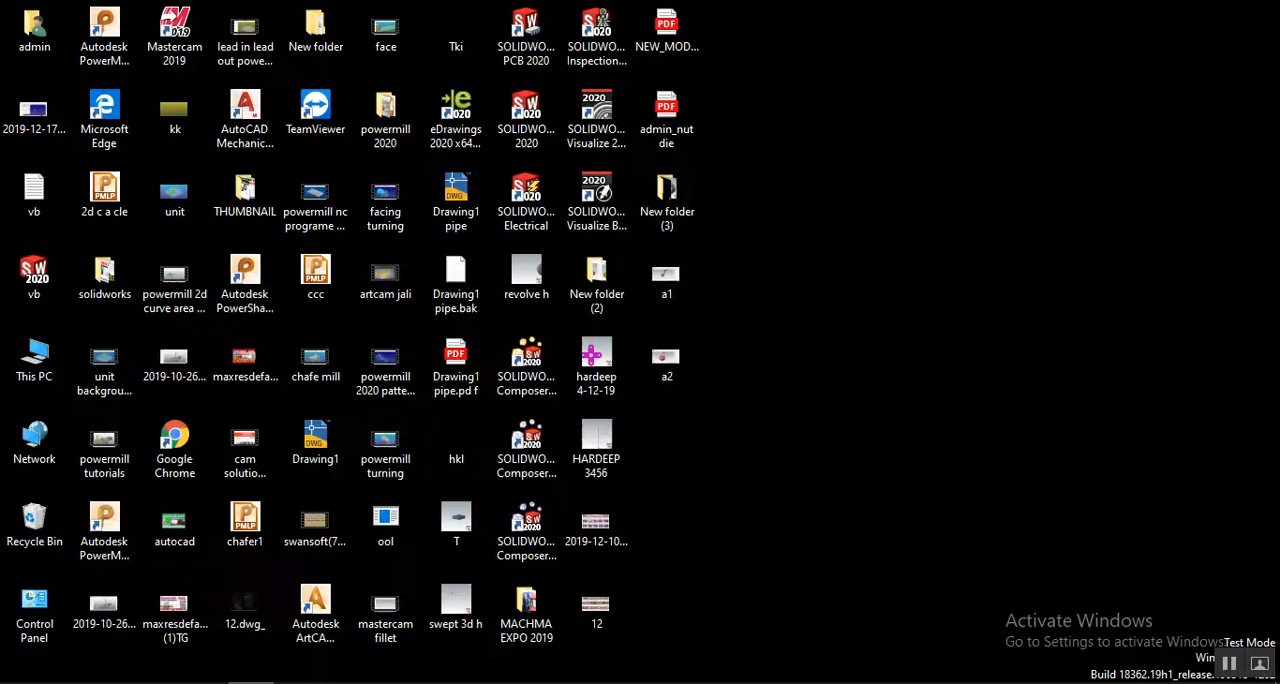 admin
Autodesk
PowerM...
Mastercam
2019
lead in lead
out powe...
New folder
face
Tki
SOLIDWO...
PCB 2020
SOLIDWO...
Inspection...
NEW_MOD...
2019-12-17...
Microsoft
Edge
kk
AutoCAD
Mechanic...
TeamViewer
powermill
2020
eDrawings
2020 x64...
SOLIDWO...
2020
SOLIDWO...
Visualize 2...
admin_nut
die
vb
2d c a cle
unit
THUMBNAIL
powermill nc
programe ...
facing
turning
Drawing1
pipe
SOLIDWO...
Electrical
SOLIDWO...
Visualize B...
New folder
(3)
vb
solidworks
powermill 2d
curve area ...
Autodesk
PowerSha...
ccc
artcam jali
Drawing1
pipe.bak
revolve h
New folder
(2)
a1
This PC
unit
backgrou...
2019-10-26...
maxresdefa...
chafe mill
powermill
2020 patte...
Drawing1
pipe.pd f
SOLIDWO...
Composer...
hardeep
4-12-19
a2
Network
powermill
tutorials
Google
Chrome
cam
solutio...
Drawing1
powermill
turning
hkl
SOLIDWO...
Composer...
HARDEEP
3456
Recycle Bin
Autodesk
PowerM...
autocad
chafer1
swansoft(7...
ool
T
SOLIDWO...
Composer...
2019-12-10...
Control
Panel
2019-10-26...
maxresdefa...
(1)TG
12.dwg_
Autodesk
ArtCA...
mastercam
fillet
swept 3d h
MACHMA
EXPO 2019
12
Activate Windows
Go to Settings to activate Windows
Test Mode
Build 18362.19h1_release.